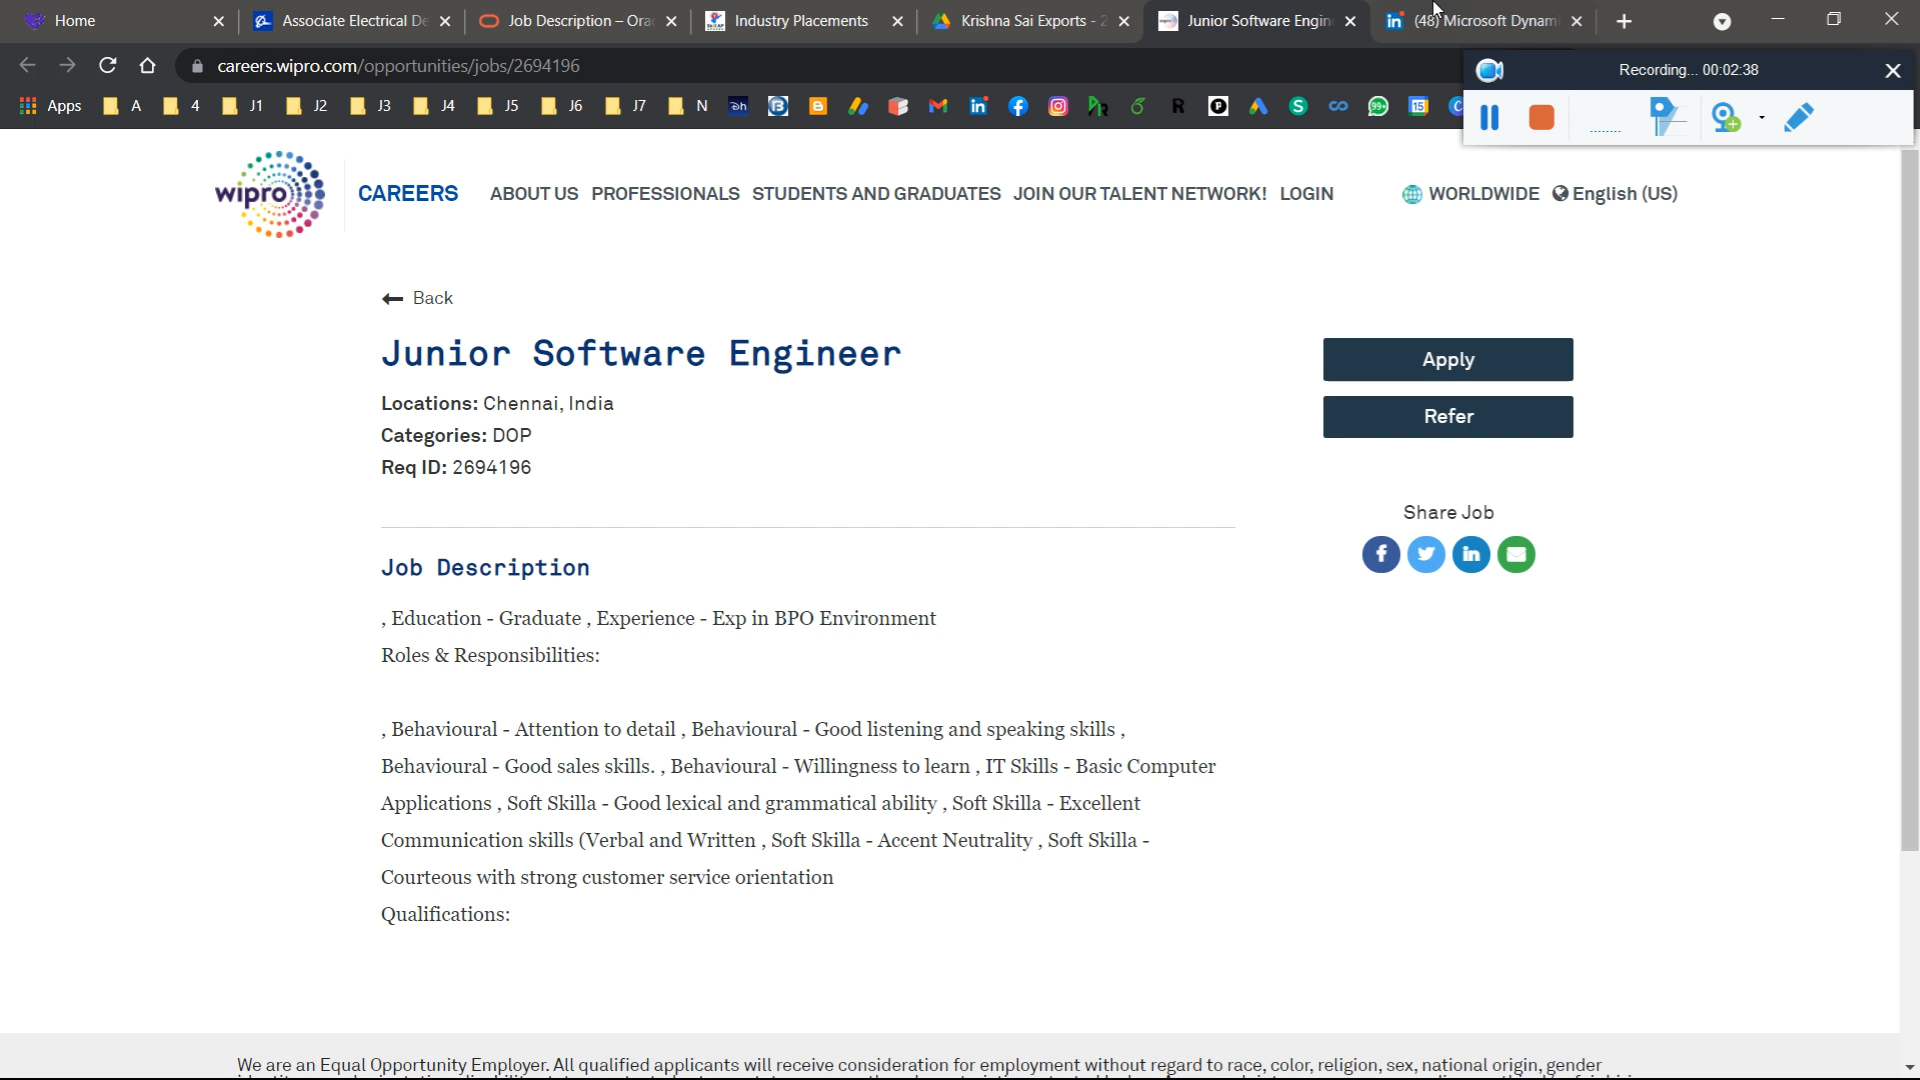 Home
Associate Electrical De
Job Description – Ora
Industry Placements
Krishna Sai Exports - 2
Junior Software Engin
(48) Microsoft Dynam
careers.wipro.com/opportunities/jobs/2694196
Recording... 00:02:38
Apps A 4 J1 J2 J3 J4 J5 J6 J7 N
wipro
CAREERS
ABOUT US PROFESSIONALS STUDENTS AND GRADUATES JOIN OUR TALENT NETWORK! LOGIN
WORLDWIDE English (US)
Back
Junior Software Engineer
Apply
Locations: Chennai, India
Refer
Categories: DOP
Req ID: 2694196
Share Job
Job Description
, Education - Graduate , Experience - Exp in BPO Environment
Roles & Responsibilities:
, Behavioural - Attention to detail , Behavioural - Good listening and speaking skills ,
Behavioural - Good sales skills. , Behavioural - Willingness to learn , IT Skills - Basic Computer
Applications , Soft Skilla - Good lexical and grammatical ability , Soft Skilla - Excellent
Communication skills (Verbal and Written , Soft Skilla - Accent Neutrality , Soft Skilla -
Courteous with strong customer service orientation
Qualifications:
We are an Equal Opportunity Employer. All qualified applicants will receive consideration for employment without regard to race, color, religion, sex, national origin, gender